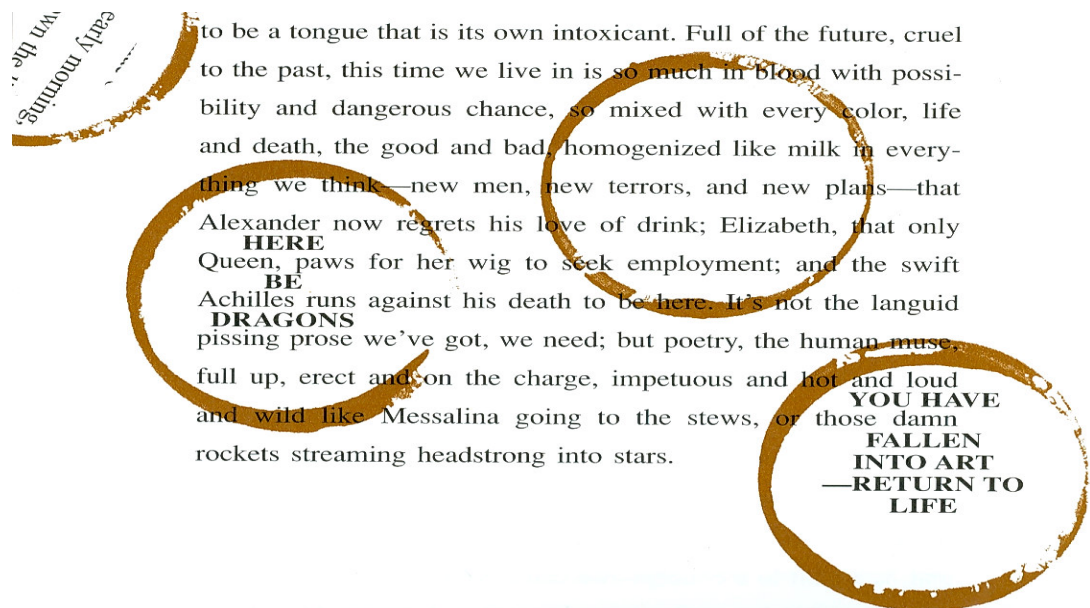 early morning,
own the
to be a tongue that is its own intoxicant. Full of the future, cruel
to the past, this time we live in is so much in blood with possi-
bility and dangerous chance, so mixed with every color, life
and death, the good and bad, homogenized like milk in every-
thing we think—new men, new terrors, and new plans—that
Alexander now regrets his love of drink; Elizabeth, that only
Queen, paws for her wig to seek employment; and the swift
Achilles runs against his death to be here. It's not the languid
pissing prose we've got, we need; but poetry, the human muse,
full up, erect and on the charge, impetuous and hot and loud
and wild like Messalina going to the stews, or those damn
rockets streaming headstrong into stars.
HERE
BE
DRAGONS
YOU HAVE
FALLEN
INTO ART
—RETURN TO
LIFE